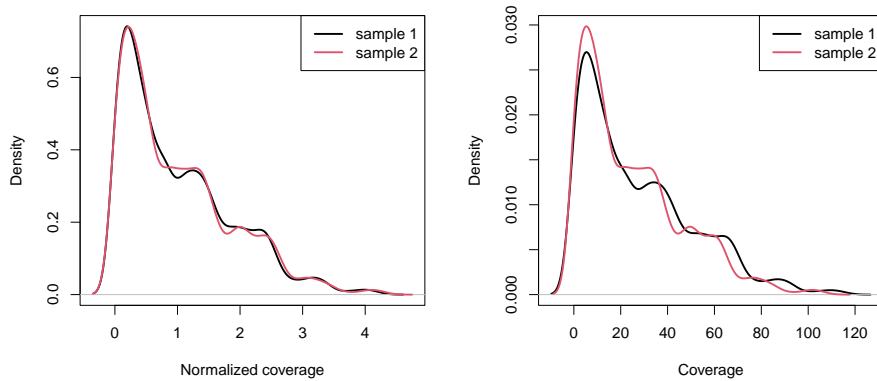 sample 1
sample 2
Density
0.0 0.2 0.4 0.6
0 1 2 3 4
Normalized coverage
sample 1
sample 2
Density
0.000 0.010 0.020 0.030
0 20 40 60 80 100 120
Coverage